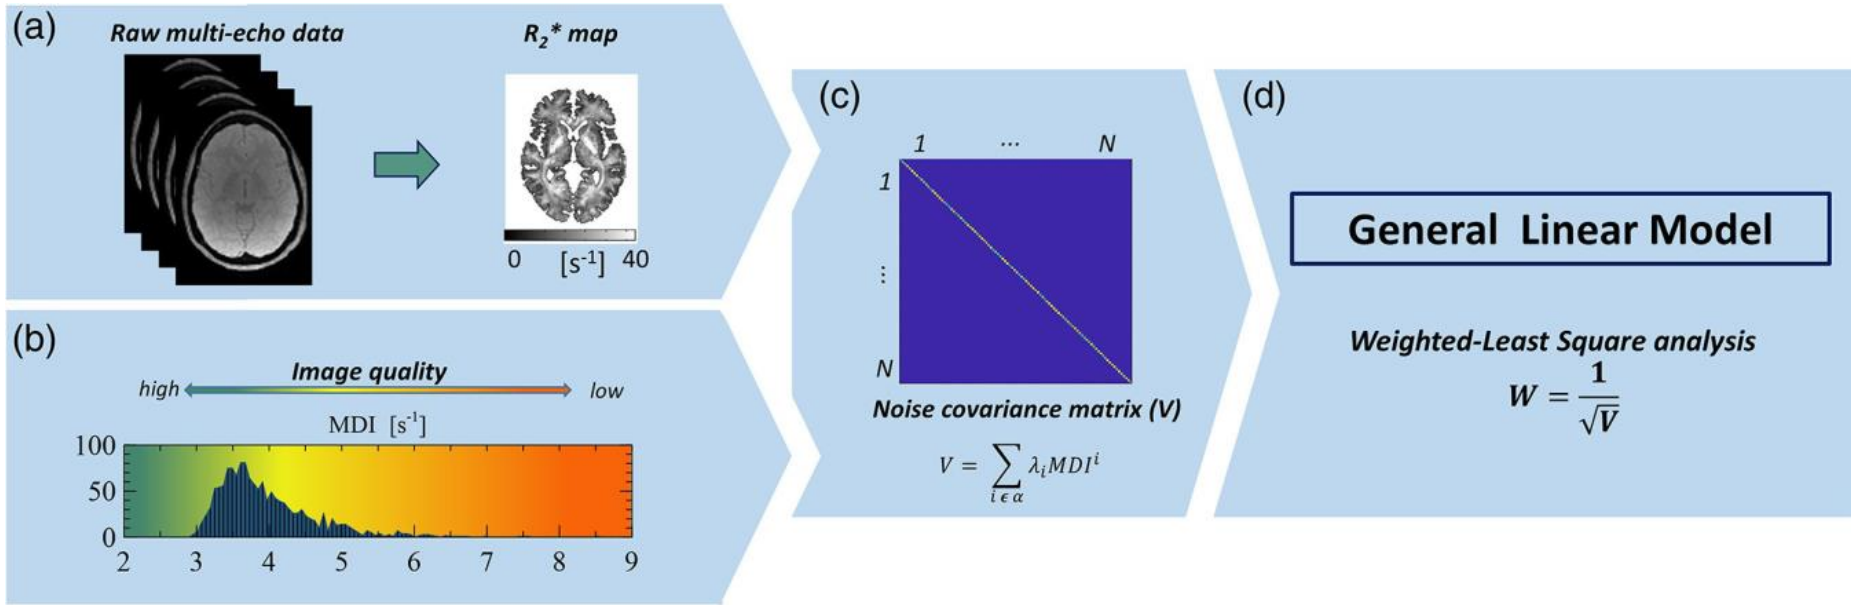 (a)
Raw multi-echo data
R₂* map
0 [s⁻¹] 40
(b)
Image quality
high
low
MDI [s⁻¹]
100
50
0
2 3 4 5 6 7 8 9
(c)
1 ... N
1
⋮
N
Noise covariance matrix (V)
V = ∑ λᵢMDIⁱ
i ϵ α
(d)
General Linear Model
Weighted-Least Square analysis
W = 1/√V